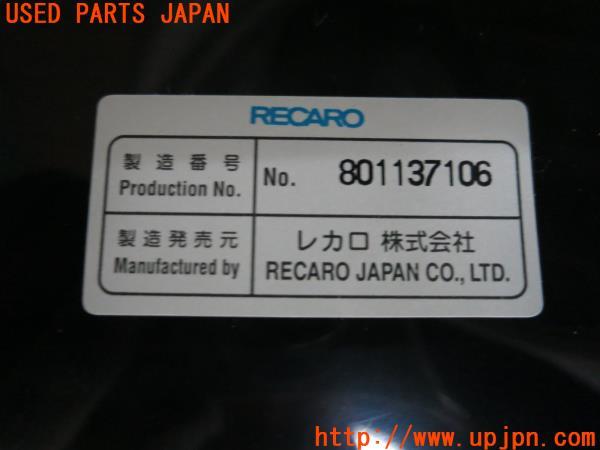 USED PARTS JAPAN
RECARO
製造番号
Production No.
No. 801137106
製造発売元
Manufactured by
レカロ 株式会社
RECARO JAPAN CO., LTD.
http://www.upjpn.com